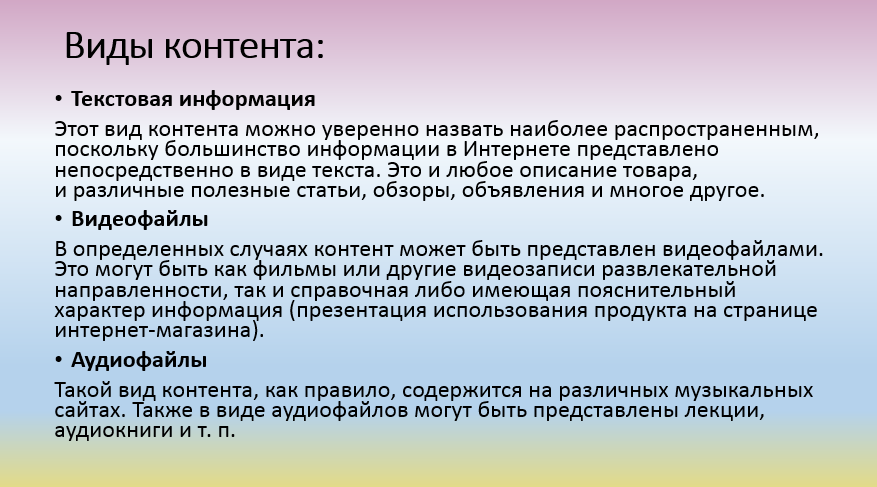 Виды контента:
• Текстовая информация
Этот вид контента можно уверенно назвать наиболее распространенным,
поскольку большинство информации в Интернете представлено
непосредственно в виде текста. Это и любое описание товара,
и различные полезные статьи, обзоры, объявления и многое другое.
• Видеофайлы
В определенных случаях контент может быть представлен видеофайлами.
Это могут быть как фильмы или другие видеозаписи развлекательной
направленности, так и справочная либо имеющая пояснительный
характер информация (презентация использования продукта на странице
интернет-магазина).
• Аудиофайлы
Такой вид контента, как правило, содержится на различных музыкальных
сайтах. Также в виде аудиофайлов могут быть представлены лекции,
аудиокниги и т. п.